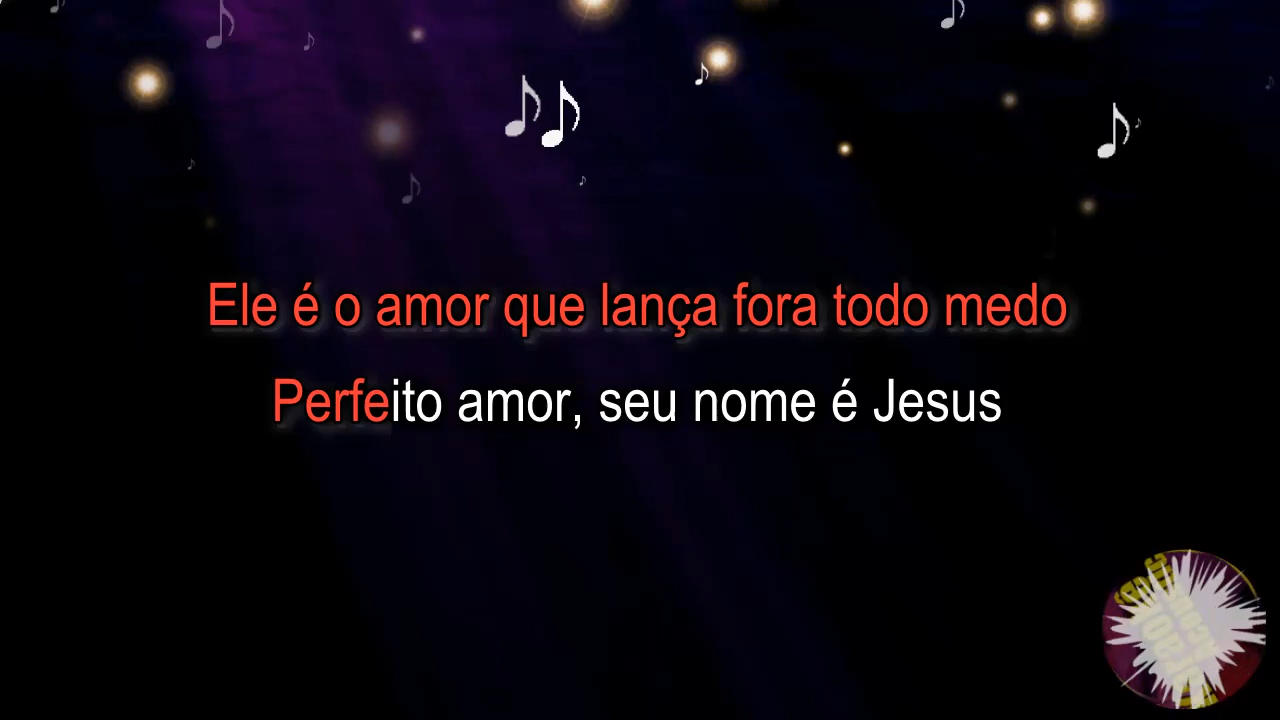 Ele é o amor que lança fora todo medo
Perfeito amor, seu nome é Jesus